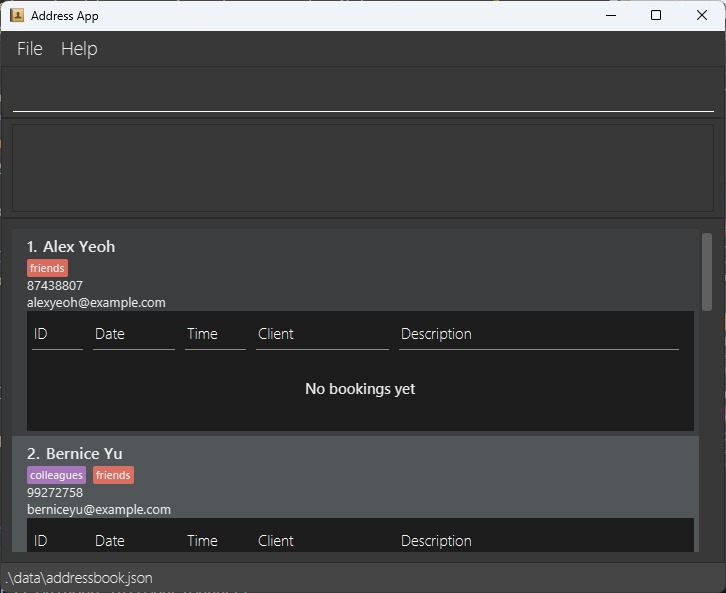 Address App
File Help
1. Alex Yeoh
friends
87438807
alexyeoh@example.com
ID Date Time Client Description
No bookings yet
2. Bernice Yu
colleagues friends
99272758
berniceyu@example.com
ID Date Time Client Description
.\data\addressbook.json